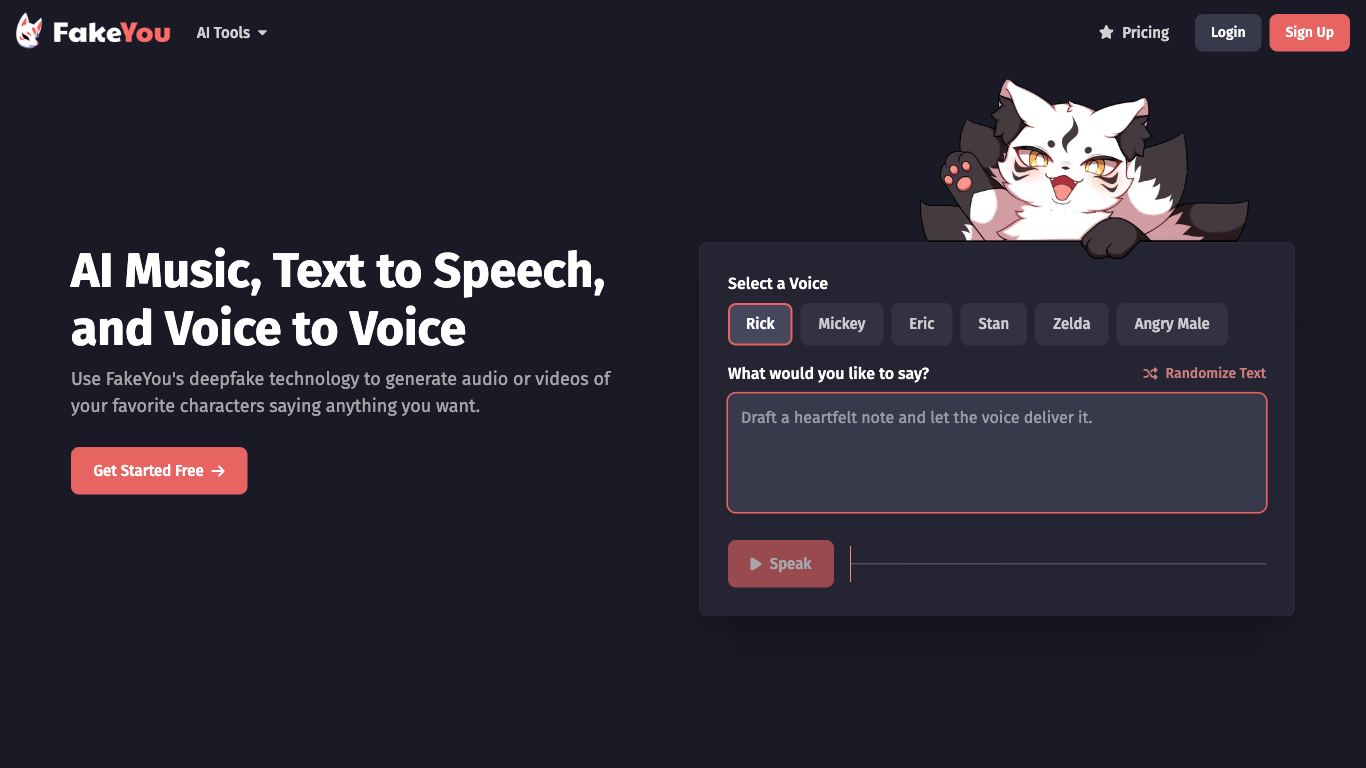 FakeYou
AI Tools
Pricing
Login
Sign Up
AI Music, Text to Speech,
and Voice to Voice
Use FakeYou's deepfake technology to generate audio or videos of
your favorite characters saying anything you want.
Get Started Free
Select a Voice
Rick
Mickey
Eric
Stan
Zelda
Angry Male
What would you like to say?
Randomize Text
Draft a heartfelt note and let the voice deliver it.
Speak